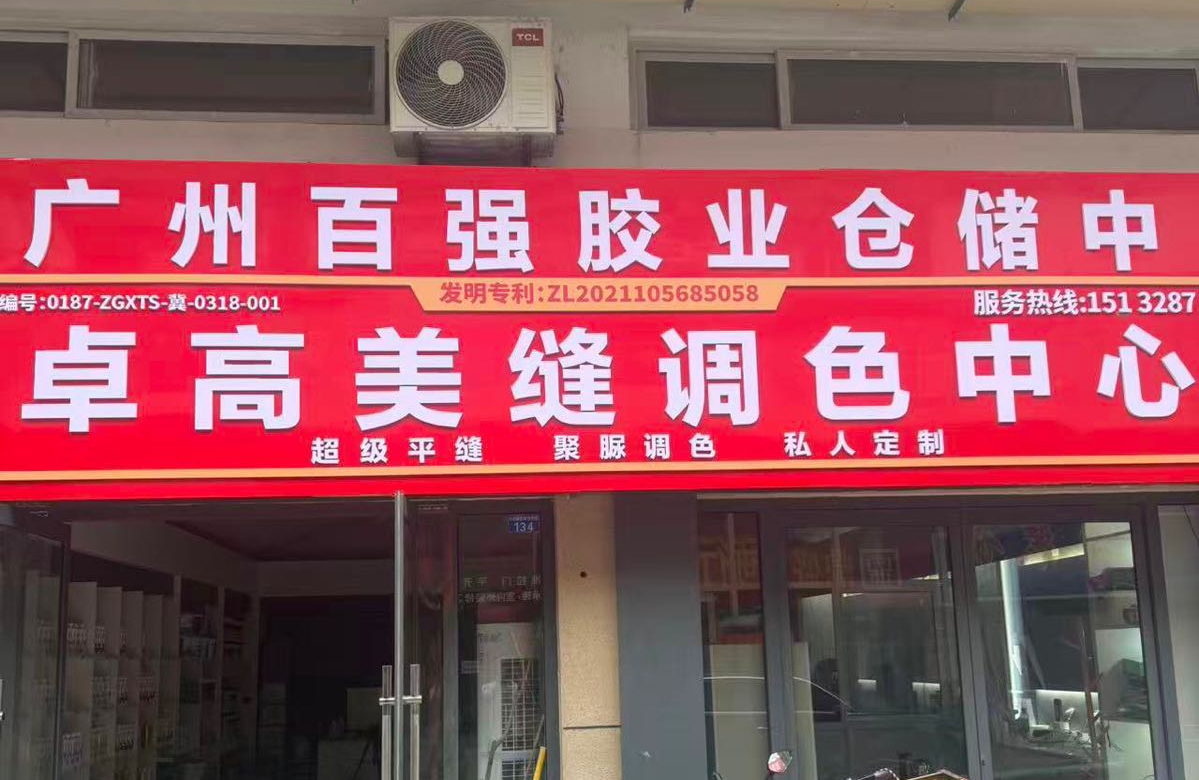 TCL
广州百强胶业仓储中
编号:0187-ZGXTS-冀-0318-001
发明专利:ZL2021105685058
服务热线:151 3287
卓高美缝调色中心
超级平缝 聚脲调色 私人定制
134